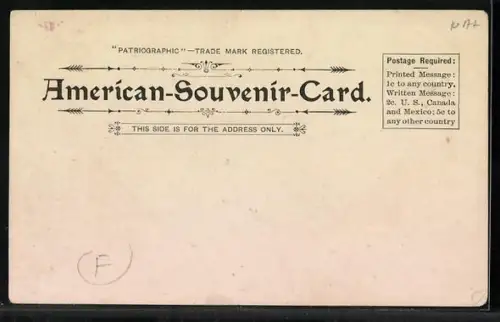 "PATRIOGRAPHIC"—TRADE MARK REGISTERED.
American-Souvenir-Card.
THIS SIDE IS FOR THE ADDRESS ONLY.
Postage Required:
Printed Message:
1c to any country,
Written Message:
2c. U. S., Canada
and Mexico; 5c to
any other country
F